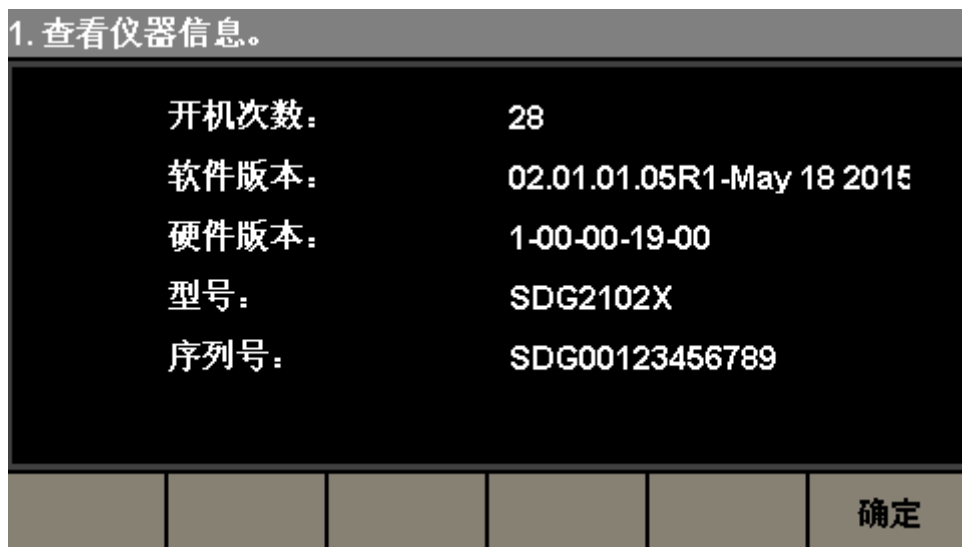 1. 查看仪器信息。
开机次数： 28
软件版本： 02.01.01.05R1-May 18 2015
硬件版本： 1-00-00-19-00
型号： SDG2102X
序列号： SDG00123456789
确定